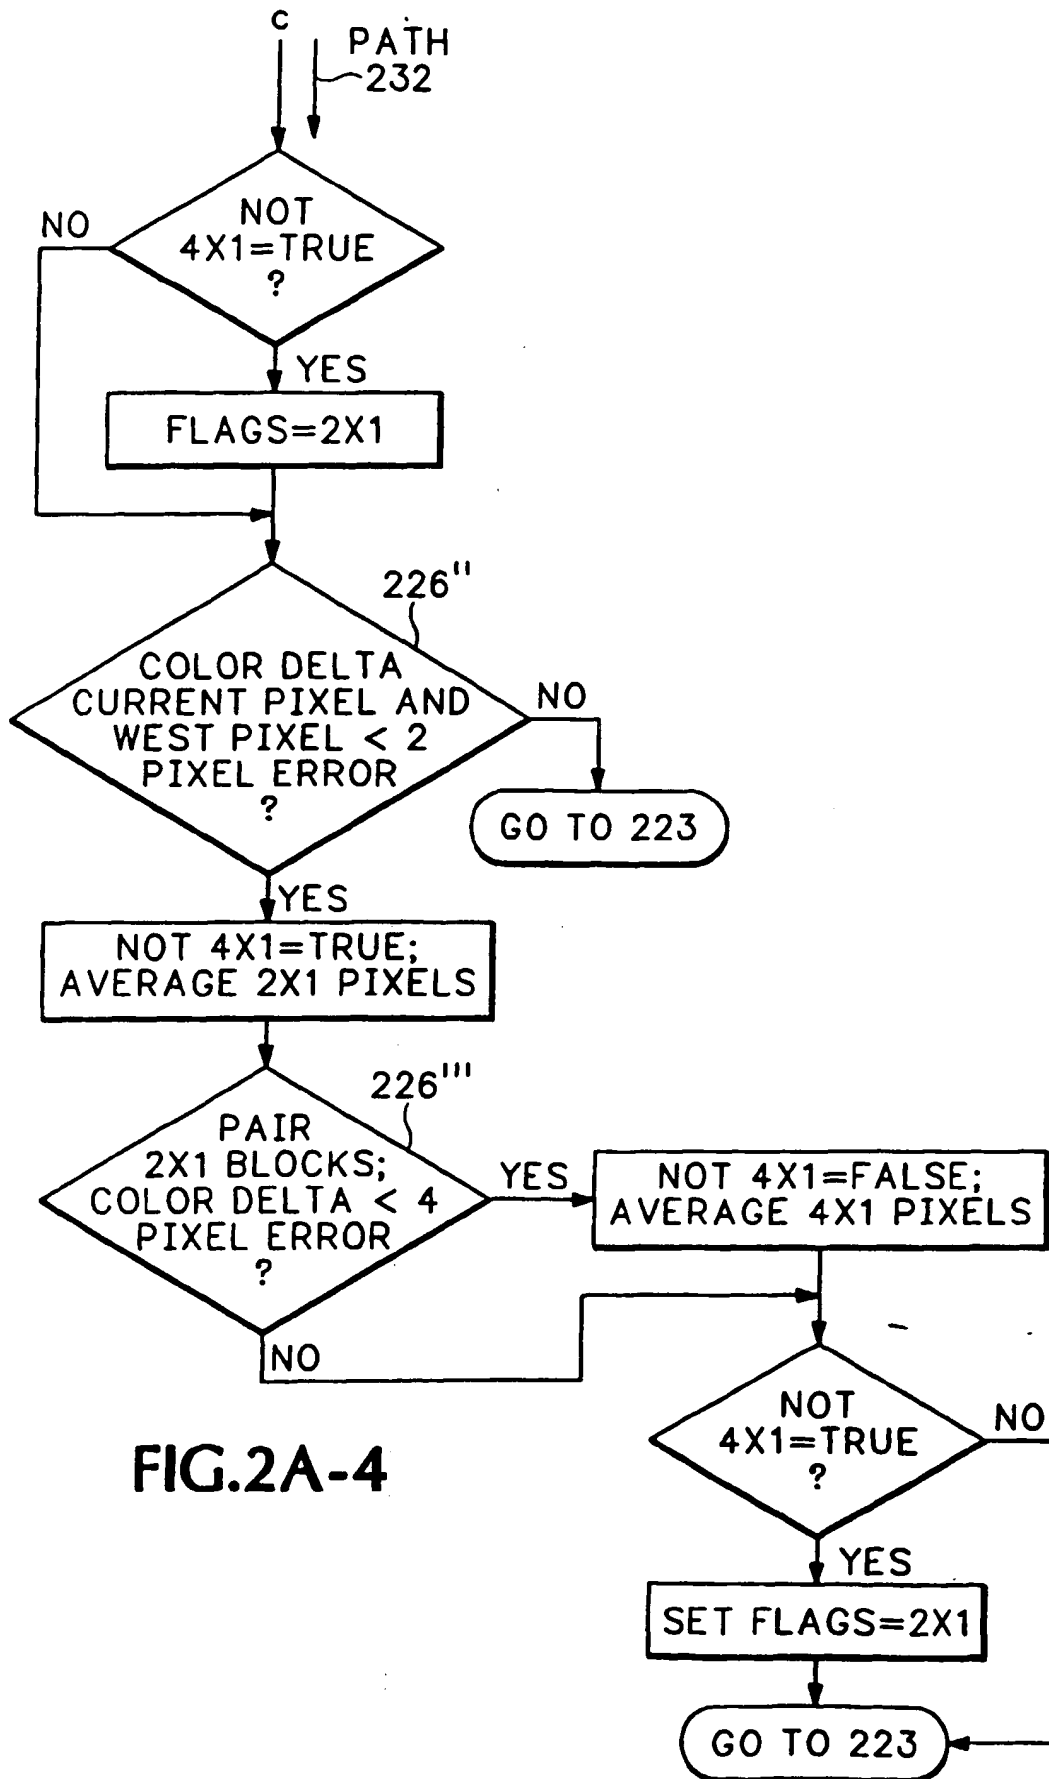 C
PATH
232
NOT
4X1=TRUE
?
NO
YES
FLAGS=2X1
226''
COLOR DELTA
CURRENT PIXEL AND
WEST PIXEL < 2
PIXEL ERROR
?
NO
GO TO 223
YES
NOT 4X1=TRUE;
AVERAGE 2X1 PIXELS
226'''
PAIR
2X1 BLOCKS;
COLOR DELTA < 4
PIXEL ERROR
?
YES
NOT 4X1=FALSE;
AVERAGE 4X1 PIXELS
NO
NOT
4X1=TRUE
?
NO
YES
SET FLAGS=2X1
GO TO 223
FIG.2A-4